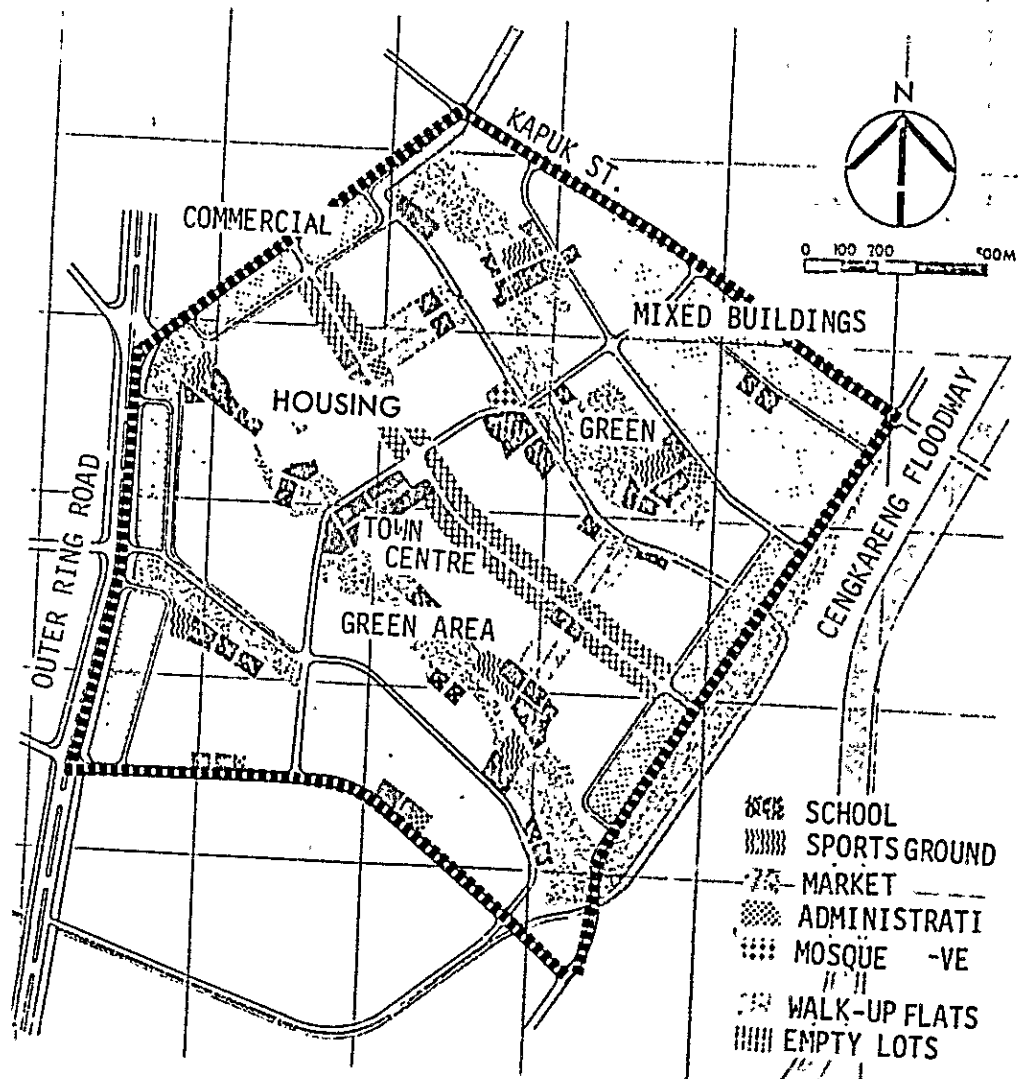 N
KAPUK ST.
COMMERCIAL
0 100 200 500M
MIXED BUILDINGS
HOUSING
GREEN
OUTER RING ROAD
CENGKARENG FLOODWAY
TOWN
CENTRE
GREEN AREA
SCHOOL
SPORTS GROUND
MARKET
ADMINISTRATI
MOSQUE -VE
WALK-UP FLATS
EMPTY LOTS